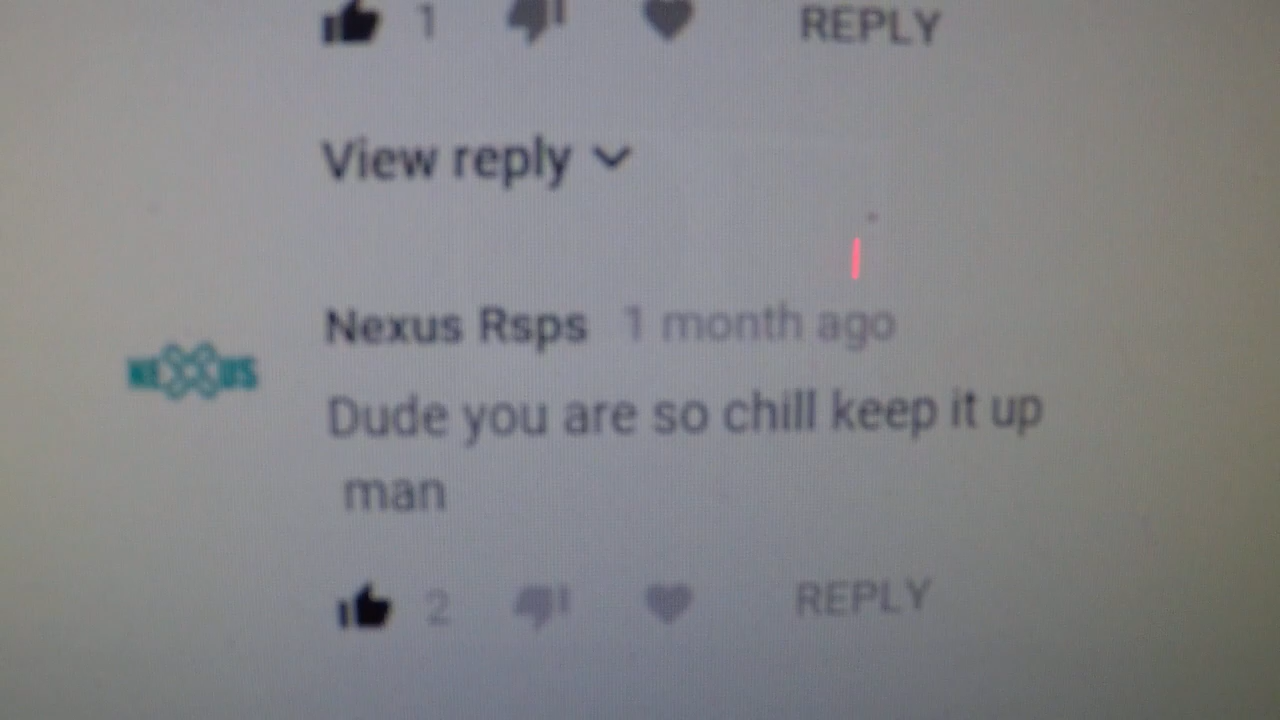 1 REPLY
View reply
Nexus Rsps 1 month ago
NEXXUS
Dude you are so chill keep it up
man
2 REPLY